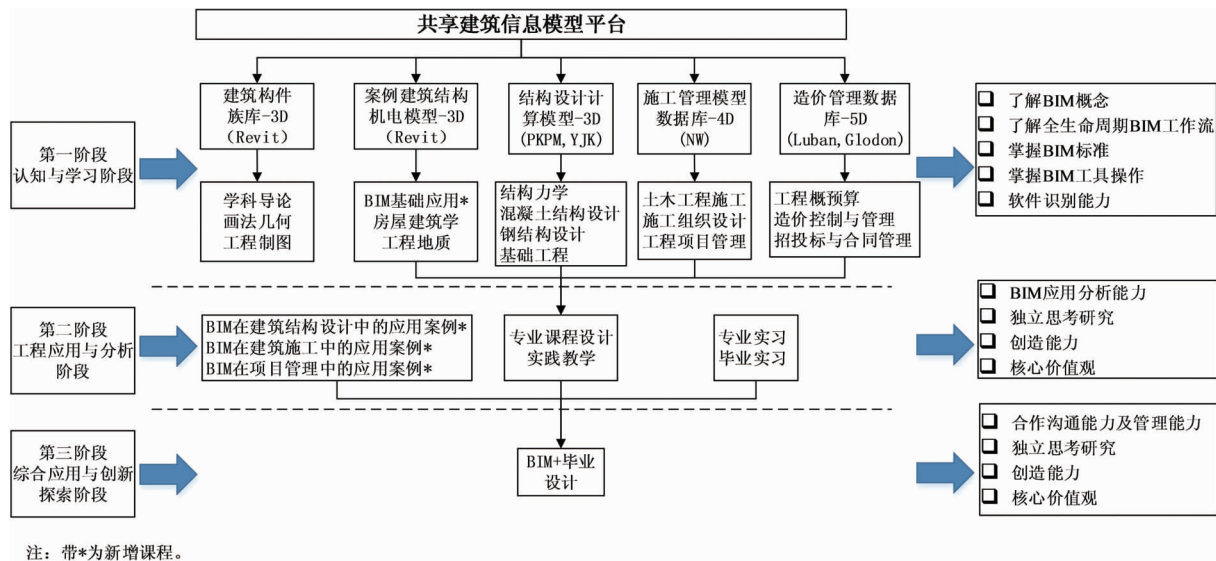 共享建筑信息模型平台
建筑构件
族库-3D
(Revit)
案例建筑结构
机电模型-3D
(Revit)
结构设计计
算模型-3D
(PKPM,YJK)
施工管理模型
数据库-4D
(NW)
造价管理数据
库-5D
(Luban,Glodon)
第一阶段
认知与学习阶段
学科导论
画法几何
工程制图
BIM基础应用*
房屋建筑学
工程地质
结构力学
混凝土结构设计
钢结构设计
基础工程
土木工程施工
施工组织设计
工程项目管理
工程概预算
造价控制与管理
招投标与合同管理
了解BIM概念
了解全生命周期BIM工作流
掌握BIM标准
掌握BIM工具操作
软件识别能力
第二阶段
工程应用与分析
阶段
BIM在建筑结构设计中的应用案例*
BIM在建筑施工中的应用案例*
BIM在项目管理中的应用案例*
专业课程设计
实践教学
专业实习
毕业实习
BIM应用分析能力
独立思考研究
创造能力
核心价值观
第三阶段
综合应用与创新
探索阶段
BIM+毕业
设计
合作沟通能力及管理能力
独立思考研究
创造能力
核心价值观
注：带*为新增课程。